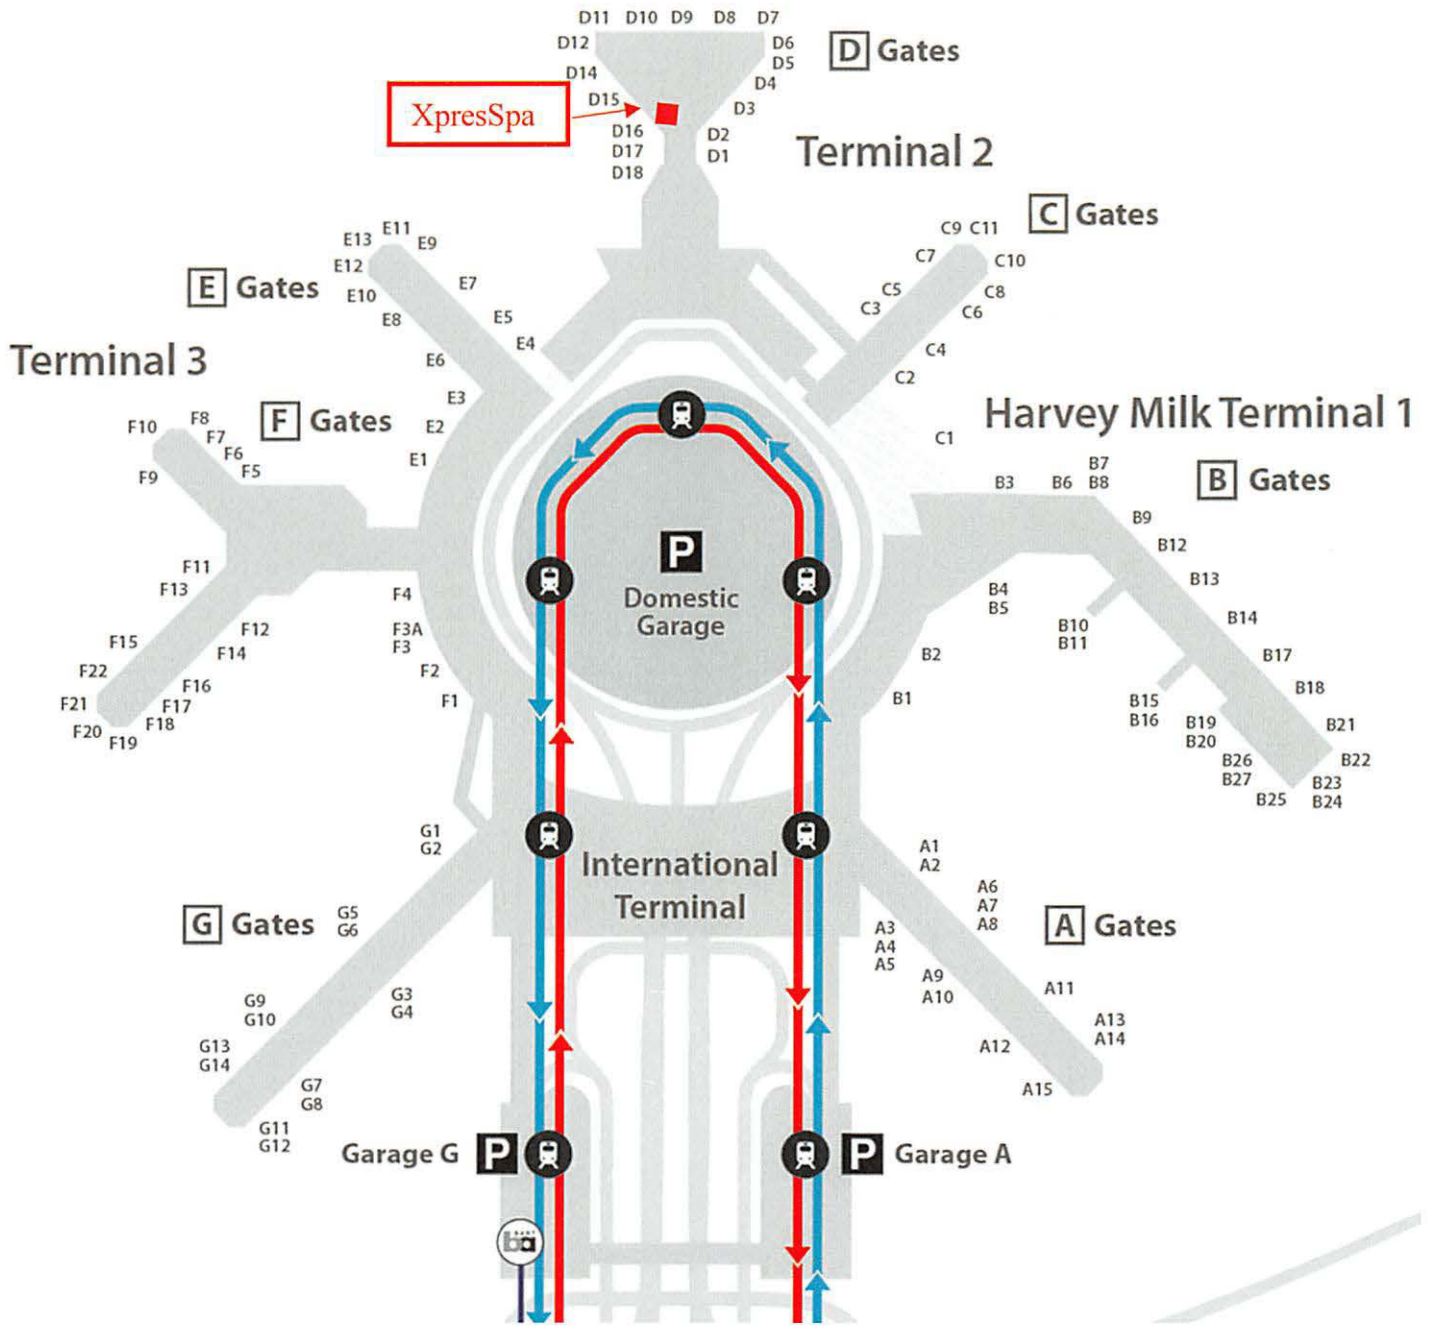 D11 D10 D9 D8 D7
D12
D6
D5
D Gates
D14
D4
D15
D3
XpresSpa
D16
D2
D17
D1
D18
Terminal 2
C9 C11
C Gates
C7
C10
C5
C8
C3
C6
C4
C2
C1
E13 E11 E9
E12
E7
E Gates
E10
E8
E5
E4
E6
E3
E2
E1
Terminal 3
F10 F8
F7
F6
F5
F Gates
F9
F11
F13
F4
F15
F12
F3A
F3
F14
F22
F2
F16
F21
F17
F1
F18
F20 F19
Harvey Milk Terminal 1
B7
B3 B6 B8
B Gates
B9
B12
B13
B4
B5
B14
B10
B11
B2
B17
B1
B18
B15
B16
B19
B20
B21
B26
B27
B22
B25
B23
B24
P
Domestic
Garage
International
Terminal
G1
G2
G5
G6
G Gates
G3
G4
G9
G10
G13
G14
G7
G8
G11
G12
A1
A2
A6
A7
A8
A3
A4
A5
A Gates
A9
A10
A11
A13
A14
A12
A15
Garage G P
P Garage A
ba